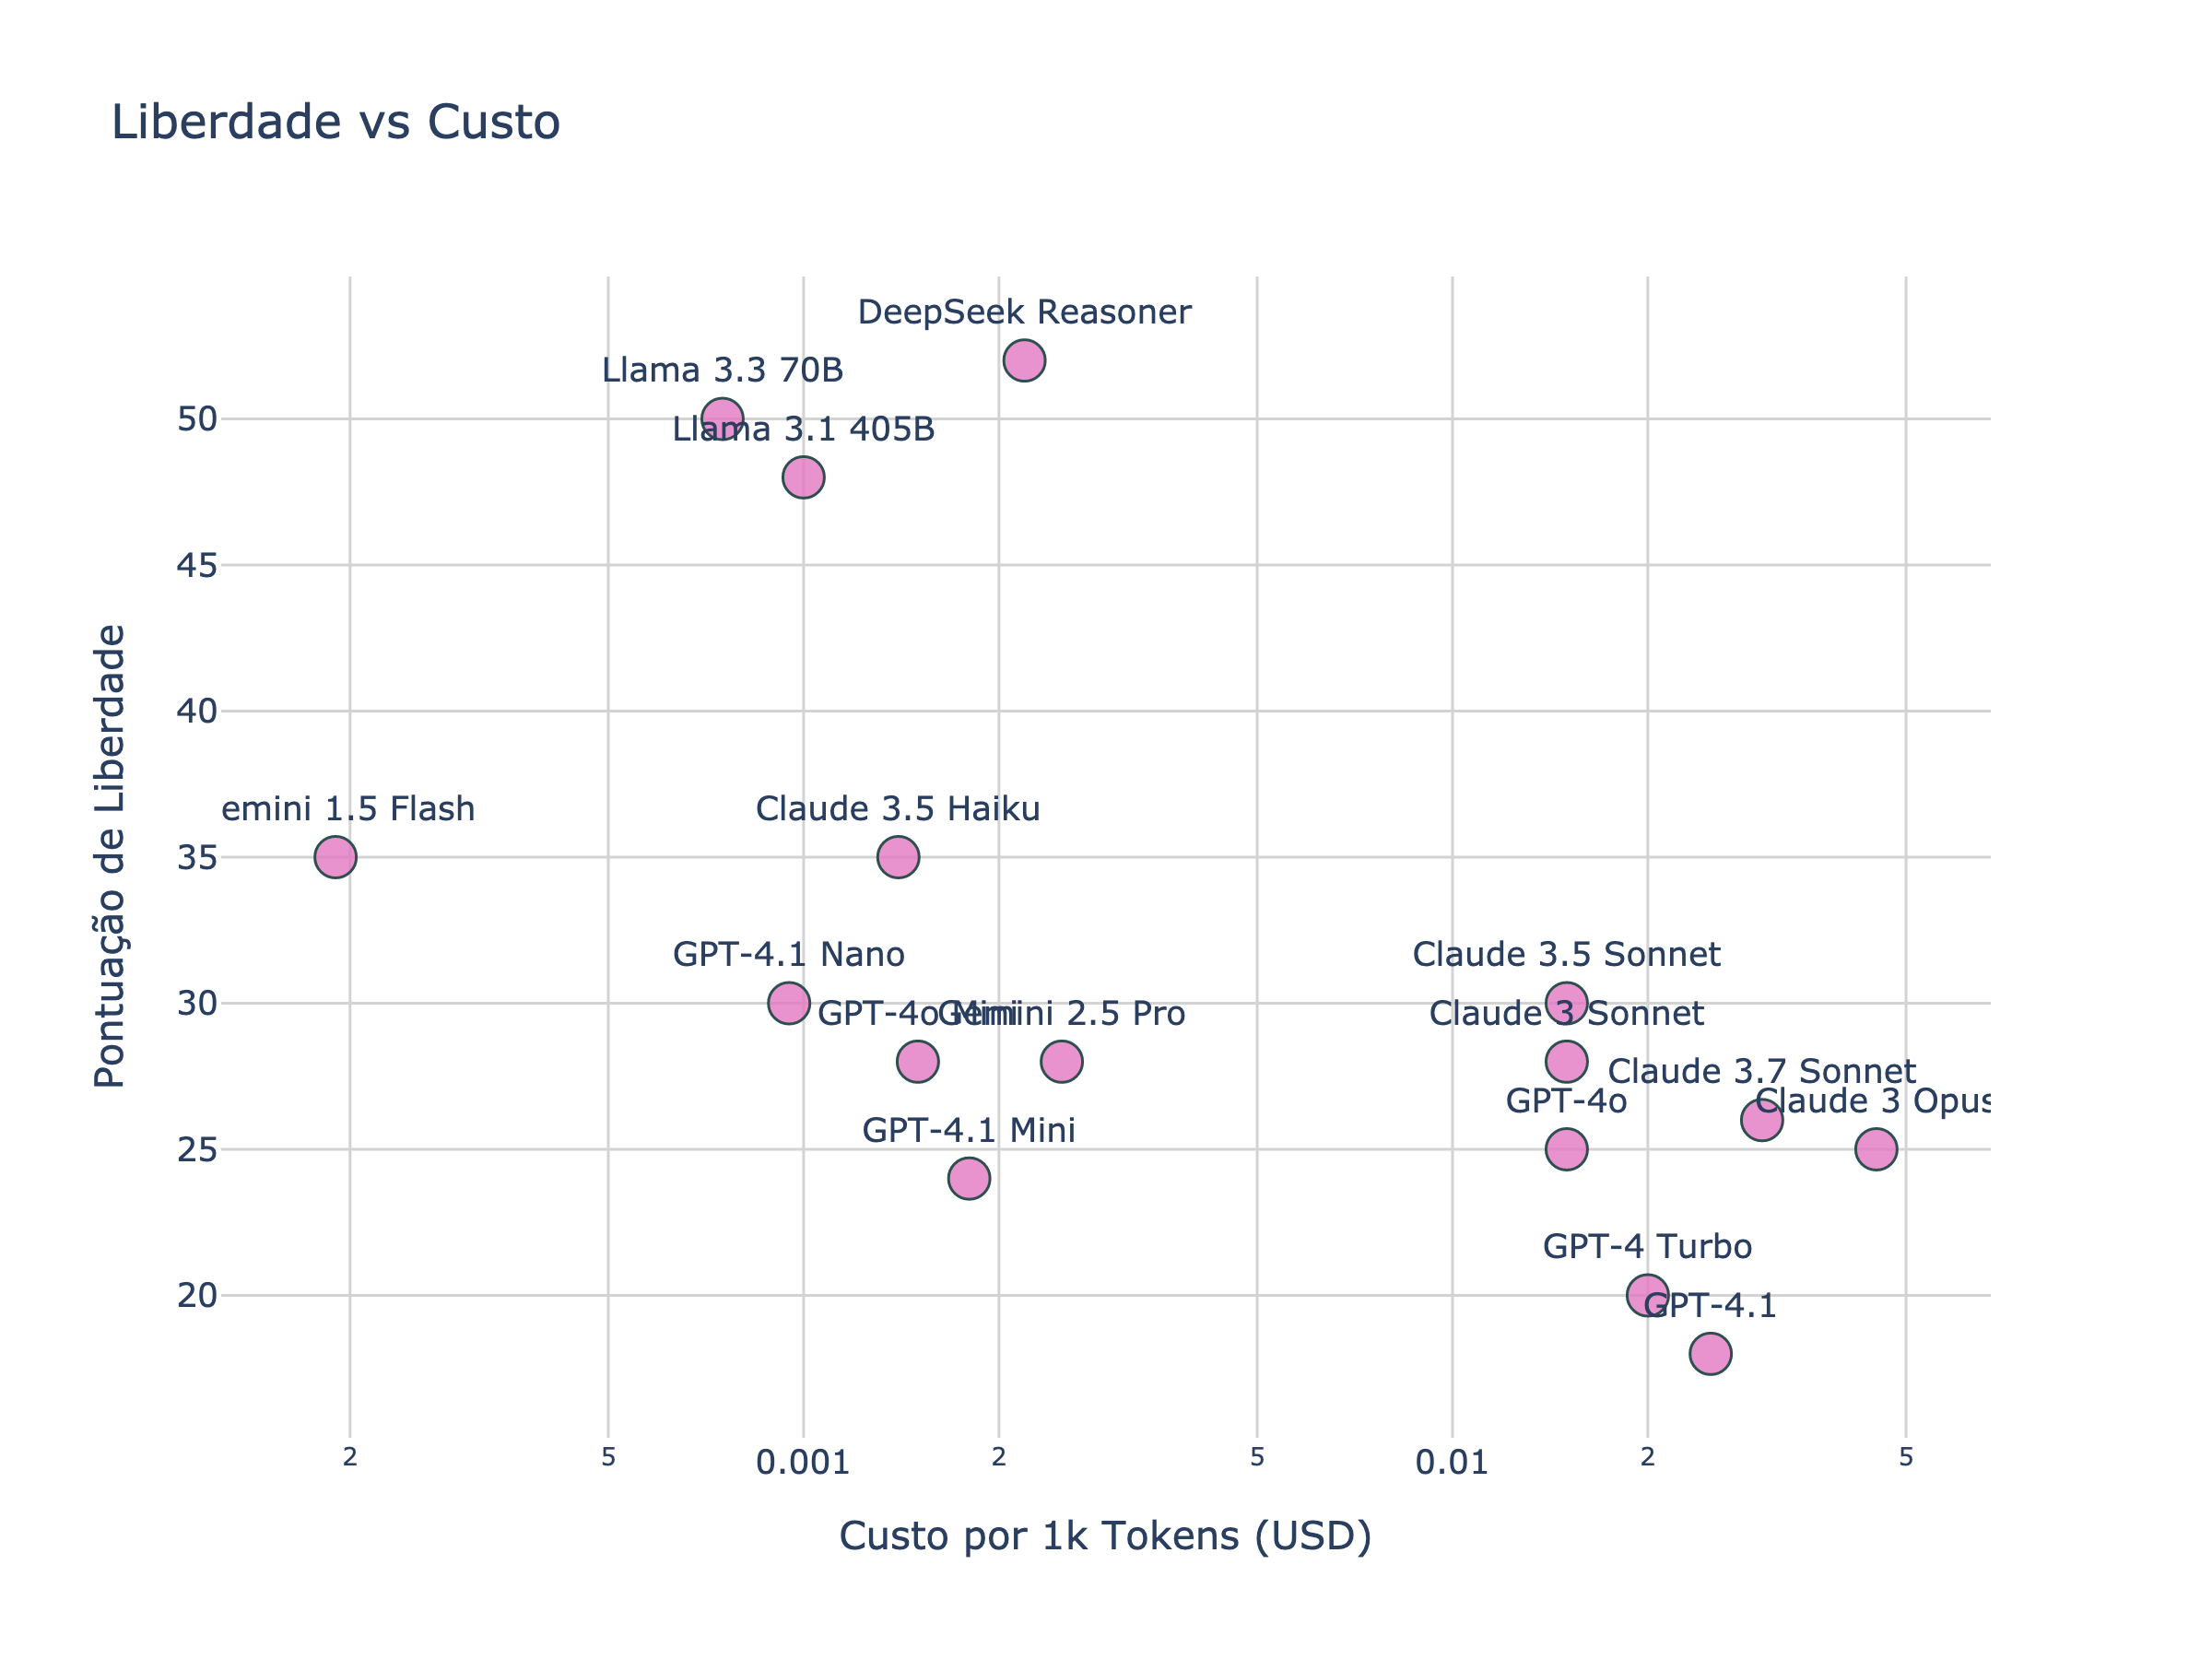 Liberdade vs Custo
DeepSeek Reasoner
Llama 3.3 70B
Llama 3.1 405B
emini 1.5 Flash
Claude 3.5 Haiku
GPT-4.1 Nano
GPT-4o Mini
Gemini 2.5 Pro
Claude 3.5 Sonnet
Claude 3 Sonnet
Claude 3.7 Sonnet
GPT-4o
Claude 3 Opus
GPT-4.1 Mini
GPT-4 Turbo
GPT-4.1
50
45
40
35
30
25
20
Pontuação de Liberdade
2 5 0.001 2 5 0.01 2 5
Custo por 1k Tokens (USD)